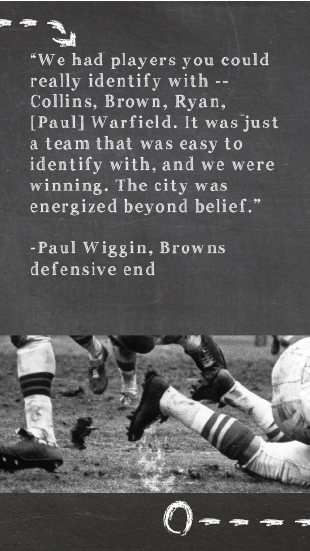 “We had players you could
really identify with --
Collins, Brown, Ryan,
[Paul] Warfield. It was just
a team that was easy to
identify with, and we were
winning. The city was
energized beyond belief.”
-Paul Wiggin, Browns
defensive end